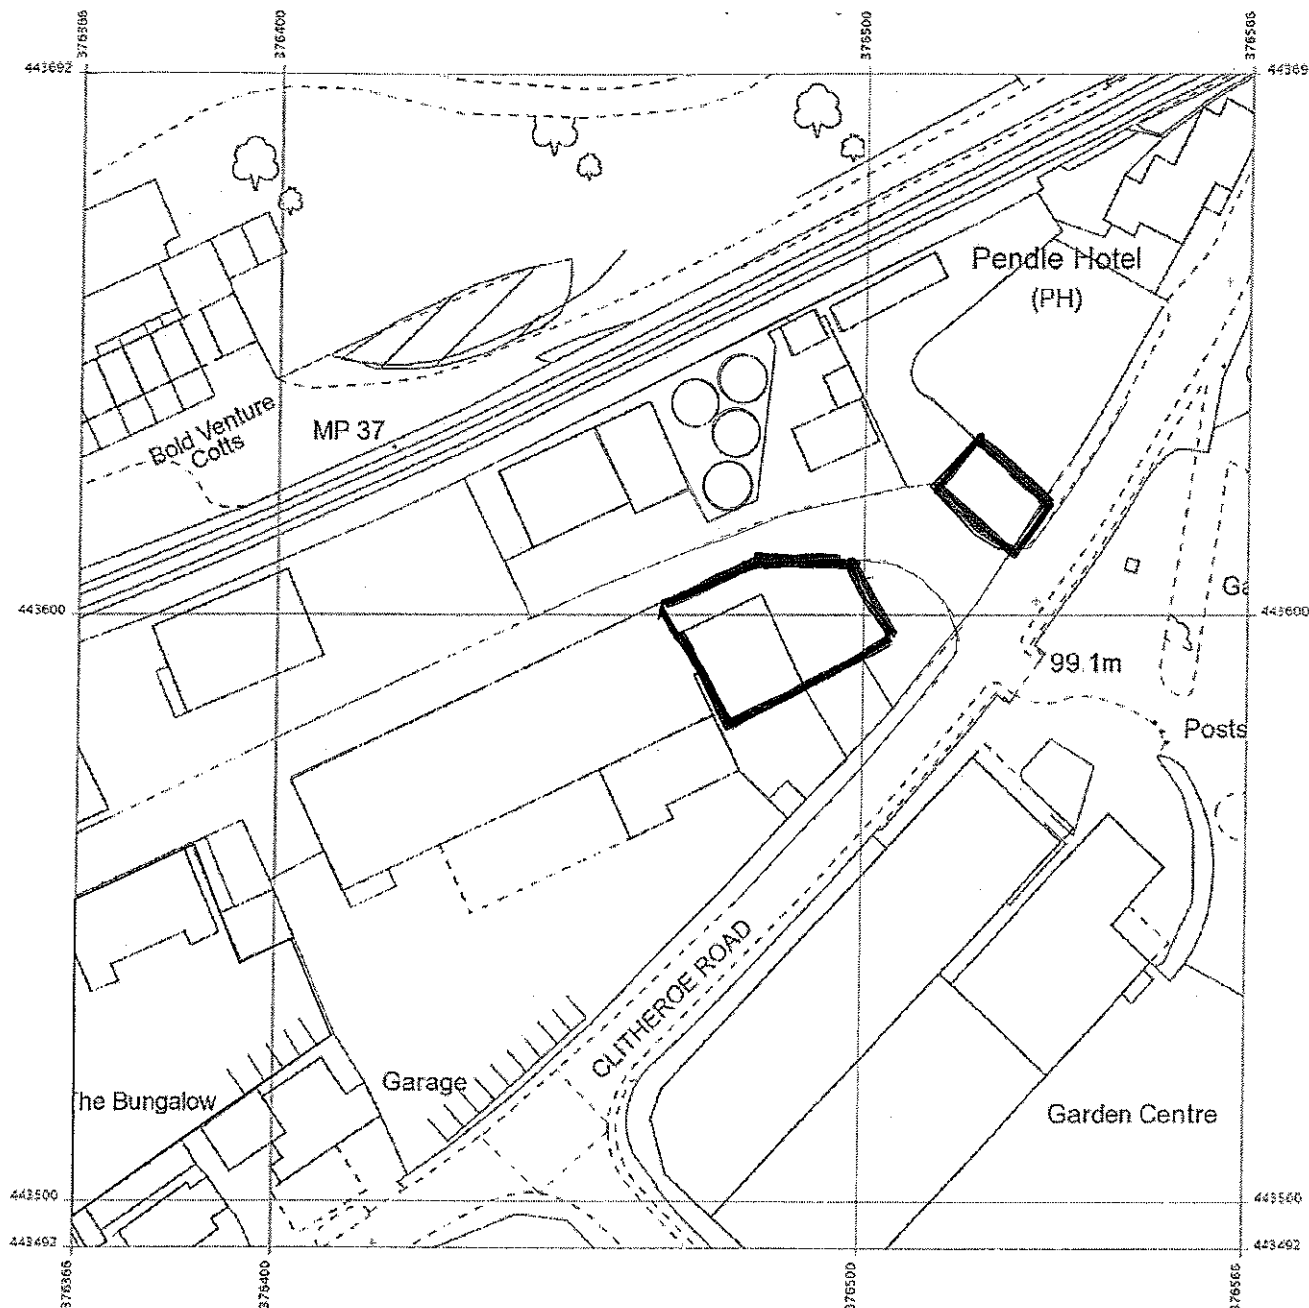 376366
376400
376500
376566
443692
44369
Pendle Hotel
(PH)
Bold Venture
Cotts
MP 37
443600
443600
Ga
99.1m
Posts
CLITHEROE ROAD
Garage
The Bungalow
Garden Centre
443500
443500
443492
443492
376366
376400
376500
376566